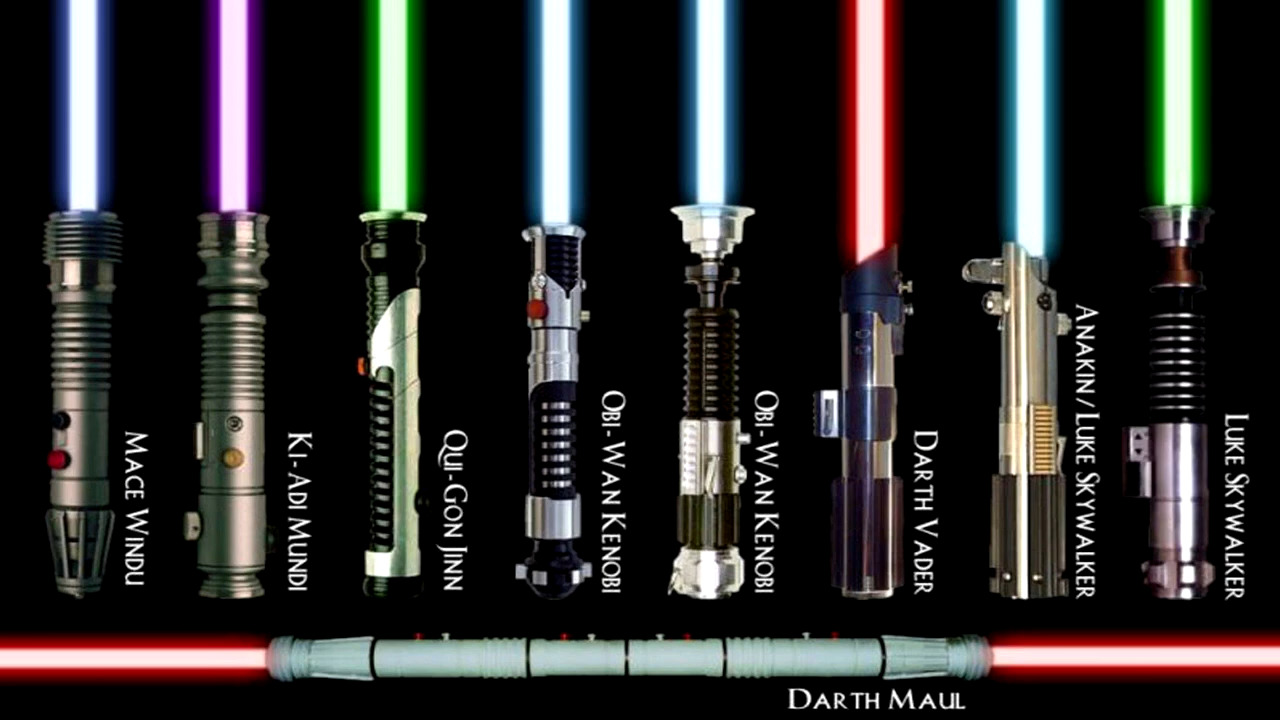 Mace Windu
Ki-Adi Mundi
Qui-Gon Jinn
Obi-Wan Kenobi
Obi-Wan Kenobi
Darth Vader
Anakin/Luke Skywalker
Luke Skywalker
Darth Maul